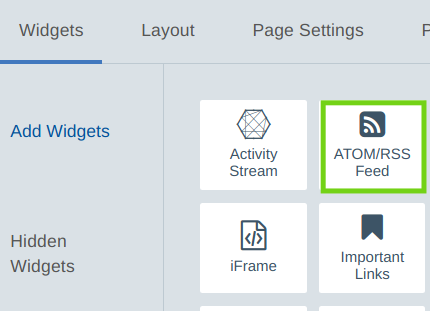 Widgets Layout Page Settings
Add Widgets
Activity
Stream
ATOM/RSS
Feed
Hidden
Widgets
iFrame
Important
Links